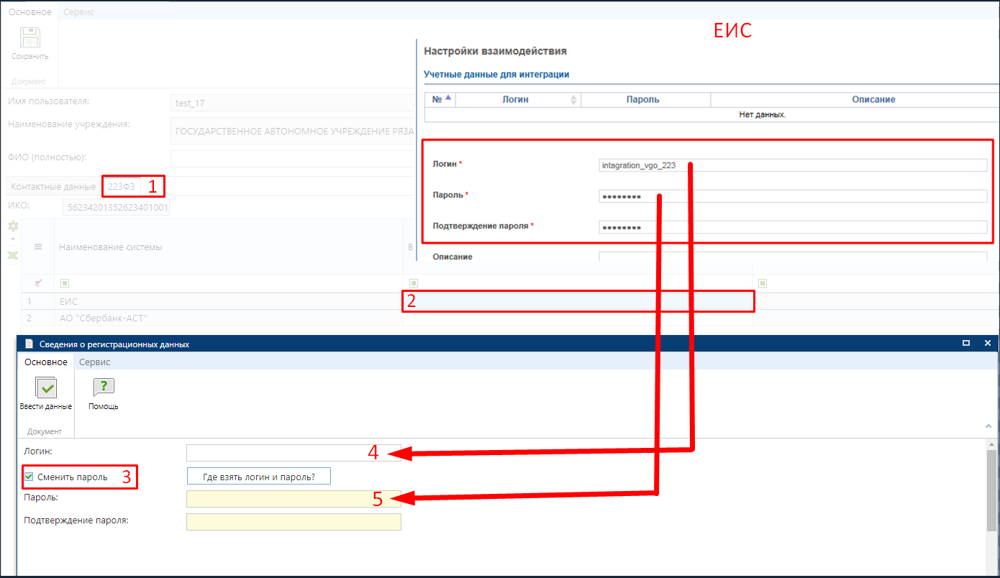 Основное Сервис
Сохранить
Документ
ЕИС
Настройки взаимодействия
Учетные данные для интеграции
№ Логин Пароль Описание
Нет данных.
Имя пользователя: test_17
Наименование учреждения: ГОСУДАРСТВЕННОЕ АВТОНОМНОЕ УЧРЕЖДЕНИЕ РЯЗА
ФИО (полностью):
Логин * intagration_vgo_223
Пароль * ••••••••
Подтверждение пароля * ••••••••
Описание
Контактные данные 223ФЗ 1
ИКО: 56234201352623401001
Наименование системы В
1 ЕИС 2
2 АО "Сбербанк-АСТ"
Сведения о регистрационных данных
Основное Сервис
Ввести данные Помощь
Документ
Логин: 4
Сменить пароль 3 Где взять логин и пароль?
Пароль: 5
Подтверждение пароля: